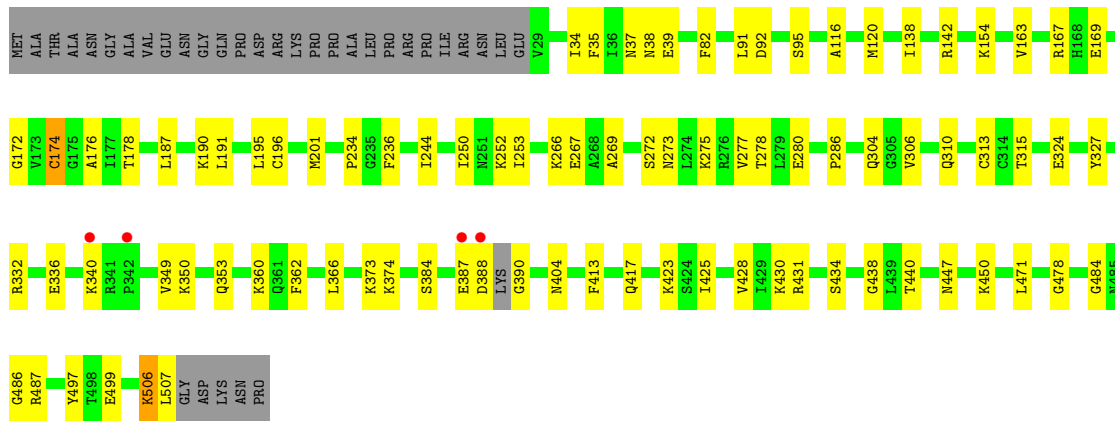 MET ALA THR ALA ASN GLY ALA VAL GLU ASN GLY GLN PRO ASP ARG LYS PRO PRO ALA LEU PRO ARG PRO ILE ARG ASN LEU GLU V29 I34 F35 I36 N37 N38 E39 F82 L91 D92 S95 A116 M120 I138 R142 K154 V163 R167 H168 E169
G172 V173 C174 G175 A176 I177 T178 L187 K190 L191 L195 C196 M201 P234 G235 F236 I244 I250 N251 K252 I253 K266 E267 A268 A269 S272 N273 L274 K275 R276 V277 T278 L279 E280 P286 Q304 G305 V306 Q310 C313 C314 T315 E324 Y327
R332 E336 K340 R341 P342 V349 K350 Q353 K360 Q361 F362 L366 K373 K374 S384 E387 D388 LYS G390 N404 F413 Q417 K423 S424 I425 V428 I429 K430 R431 S434 G438 L439 T440 N447 K450 L471 G478 G484 N485
G486 R487 Y497 T498 E499 K506 L507 GLY ASP LYS ASN PRO